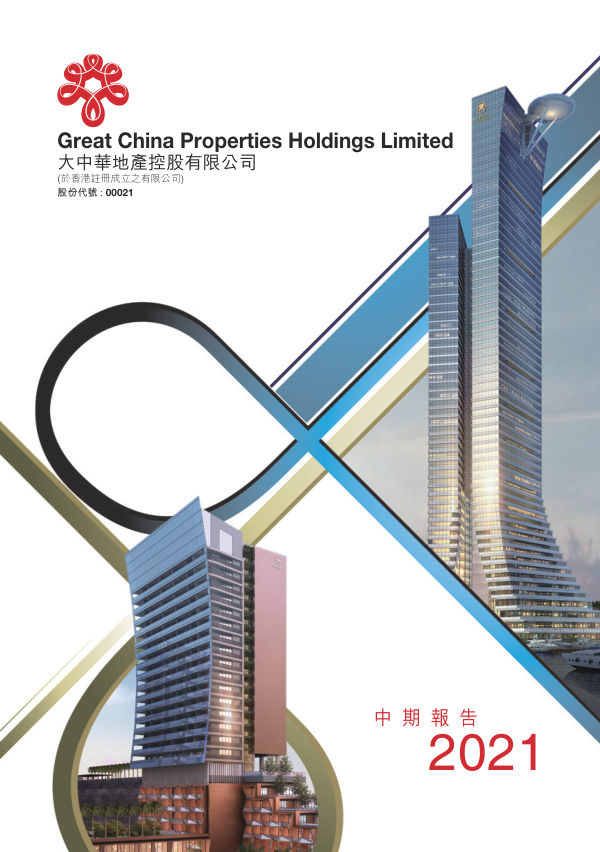 Great China Properties Holdings Limited
大中華地產控股有限公司
(於香港註冊成立之有限公司)
股份代號 : 00021
中期報告
2021